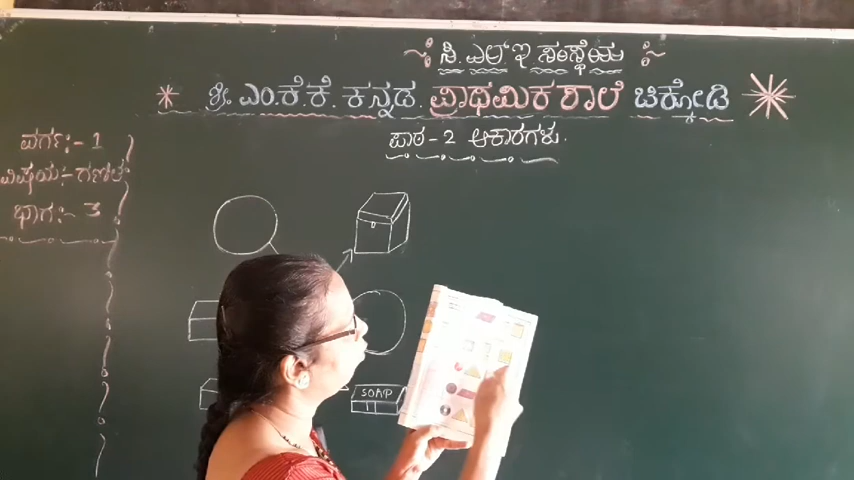 ಸಿ.ಎಲ್.ಇ ಸಂಸ್ಥೆಯ
ಶ್ರೀ ಎಂ.ಕೆ.ಕೆ. ಕನ್ನಡ ಪ್ರಾಥಮಿಕ ಶಾಲೆ ಚಿಕ್ಕೋಡಿ
ಪಾಠ-2 ಆಕಾರಗಳು.
ವರ್ಗ:- 1
ವಿಷಯ:- ಗಣಿತ
ಭಾಗ:- 3
SOAP